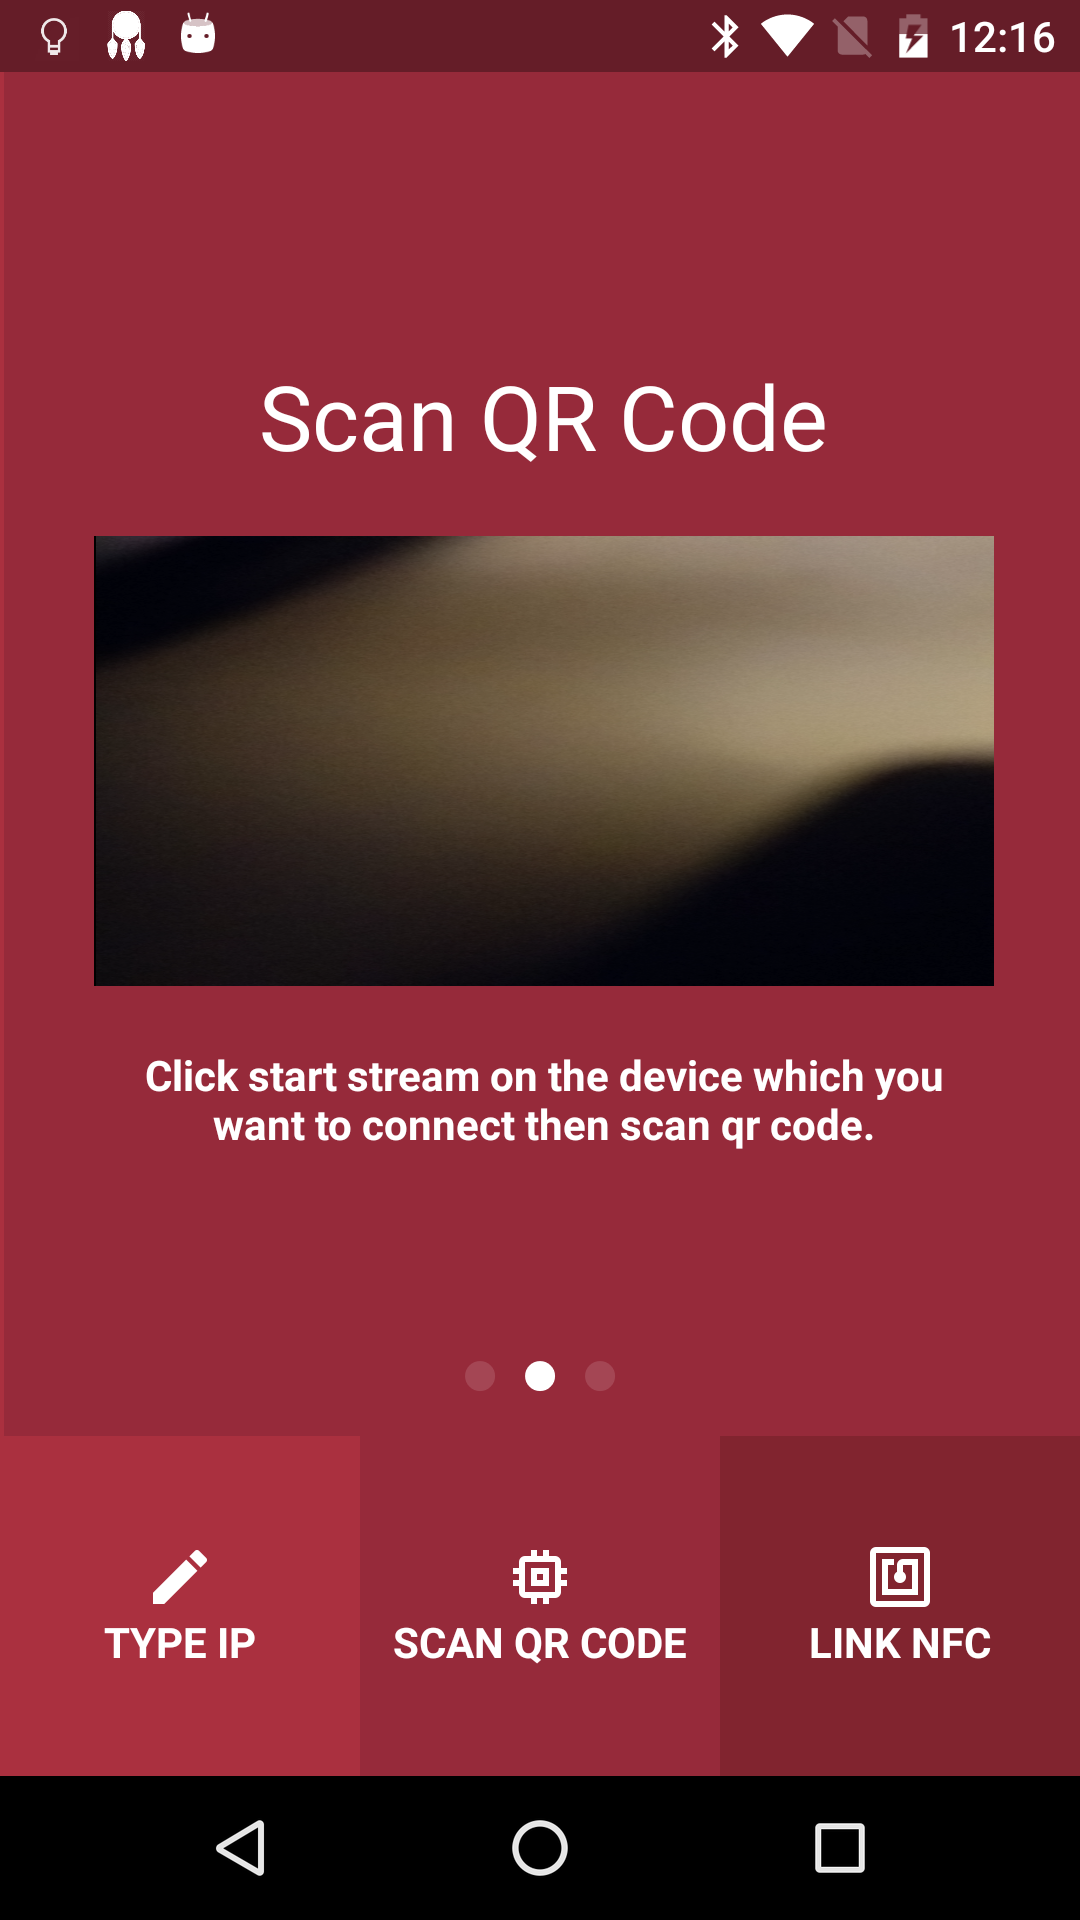 12:16
Scan QR Code
Click start stream on the device which you
want to connect then scan qr code.
TYPE IP
SCAN QR CODE
LINK NFC